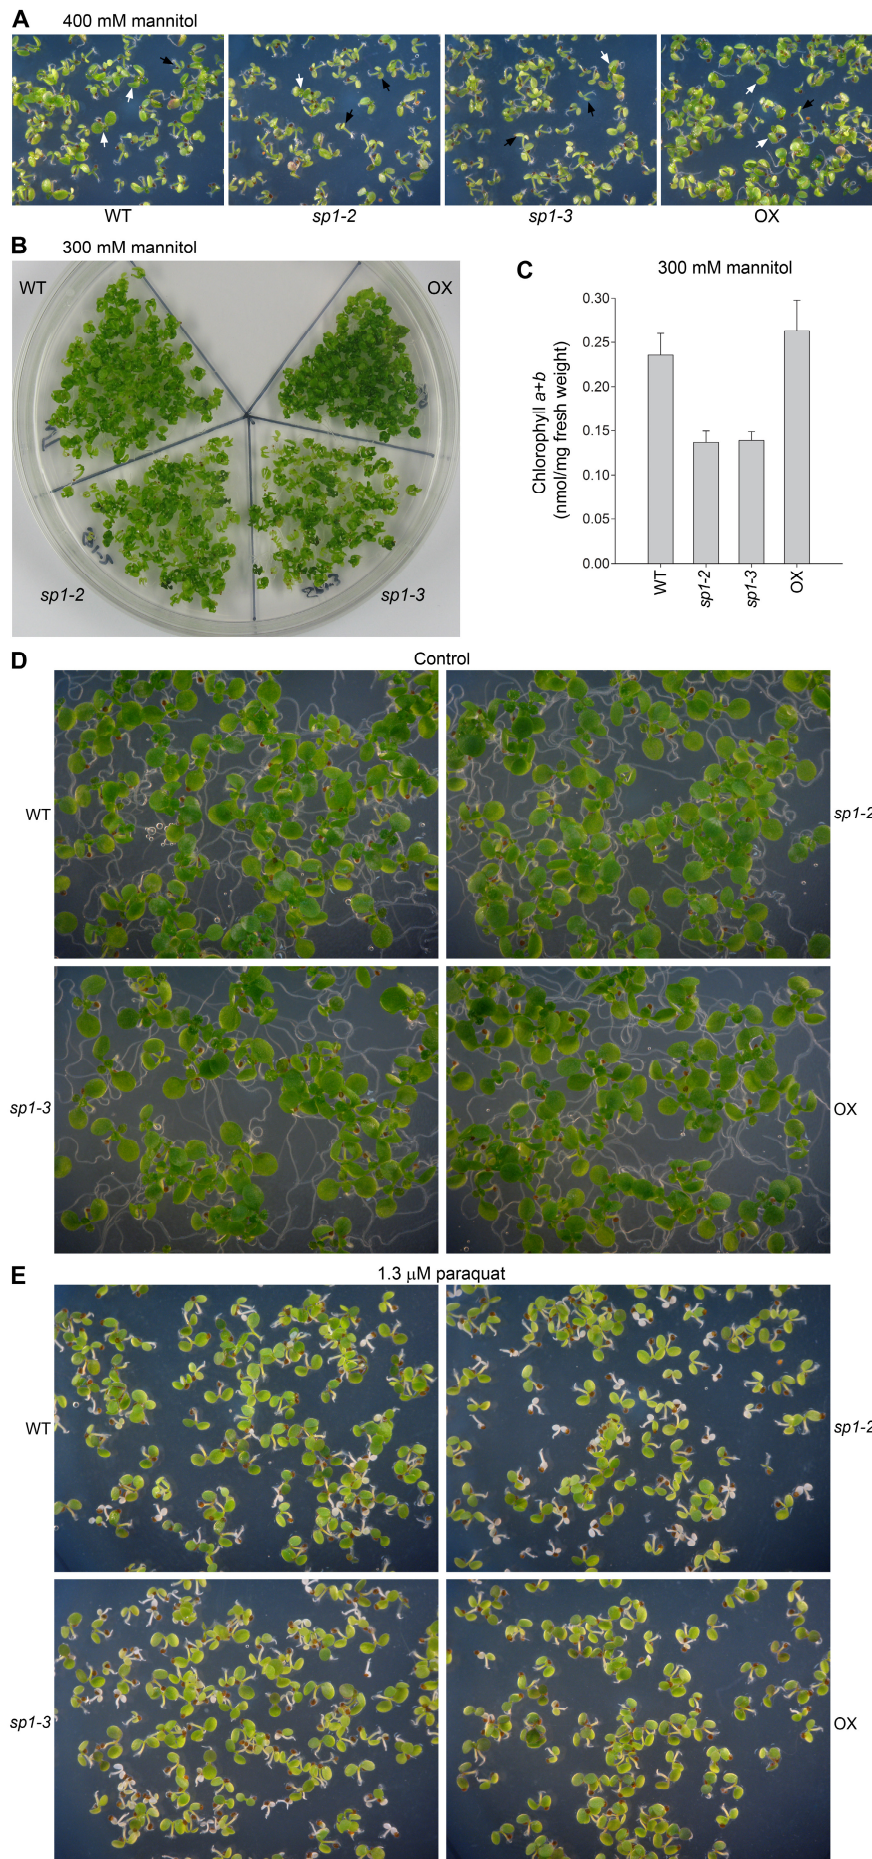 A 400 mM mannitol
WT sp1-2 sp1-3 OX
B 300 mM mannitol
WT OX
sp1-2 sp1-3
C 300 mM mannitol
Chlorophyll a+b
(nmol/mg fresh weight)
0.30
0.25
0.20
0.15
0.10
0.05
0.00
WT sp1-2 sp1-3 OX
D Control
WT sp1-2
sp1-3 OX
E 1.3 µM paraquat
WT sp1-2
sp1-3 OX